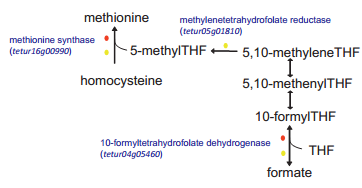 methionine
methylenetetrahydrofolate reductase
(tetur05g01810)
methionine synthase
(tetur16g00990)
5-methylTHF
5,10-methyleneTHF
homocysteine
5,10-methenylTHF
10-formylTHF
10-formyltetrahydrofolate dehydrogenase
(tetur04g05460)
THF
formate